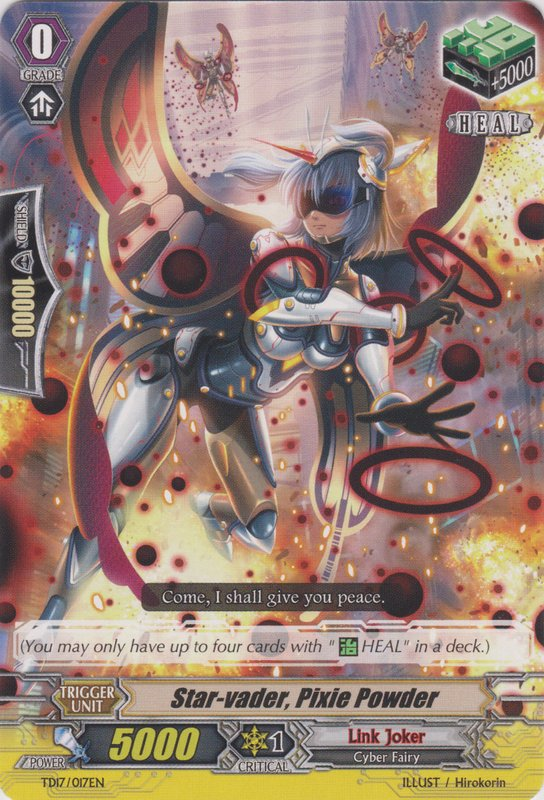 0
GRADE
治
+5000
HEAL
SHIELD
10000
Come, I shall give you peace.
(You may only have up to four cards with " 治 HEAL" in a deck.)
TRIGGER
UNIT
Star-vader, Pixie Powder
POWER
5000
1
CRITICAL
Link Joker
Cyber Fairy
TD17/017EN
ILLUST / Hirokorin